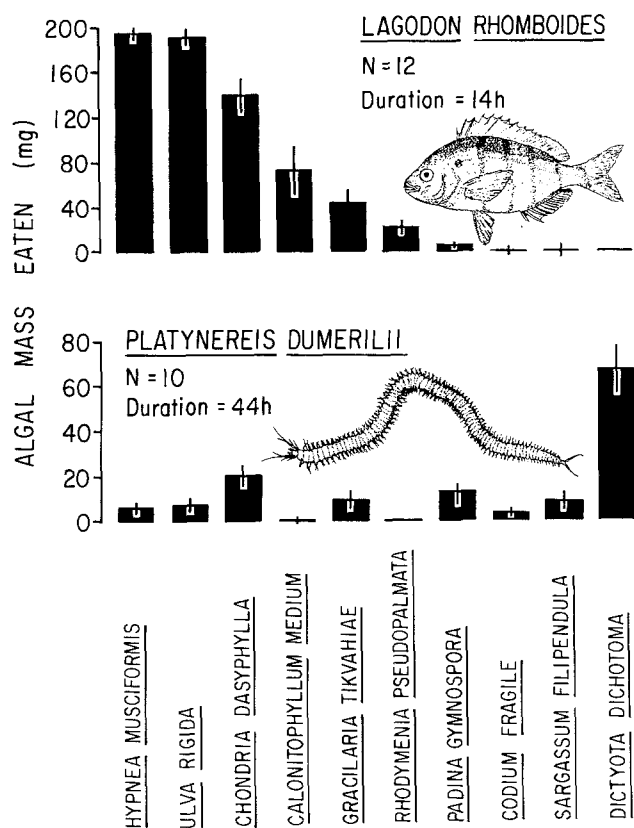 LAGODON RHOMBOIDES
N=12
Duration =14h
200
160
120
80
40
0
ALGAL MASS EATEN (mg)
PLATYNEREIS DUMERILII
N=10
Duration =44h
80
60
40
20
0
HYPNEA MUSCIFORMIS
ULVA RIGIDA
CHONDRIA DASYPHYLLA
CALONITOPHYLLUM MEDIUM
GRACILARIA TIKVAHIAE
RHODYMENIA PSEUDOPALMATA
PADINA GYMNOSPORA
CODIUM FRAGILE
SARGASSUM FILIPENDULA
DICTYOTA DICHOTOMA